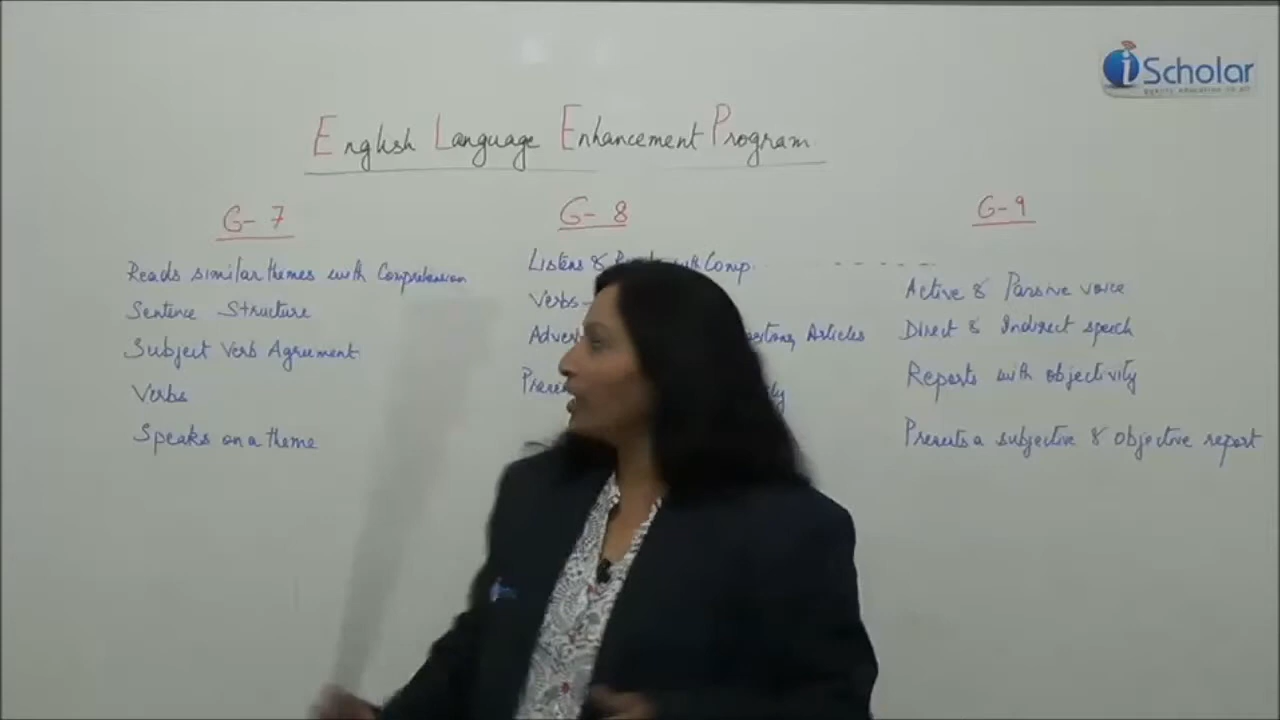 iScholar
English Language Enhancement Program
G-7
Reads similar themes with Comprehension
Sentence Structure
Subject Verb Agreement
Verbs
Speaks on a theme
G-8
Listens & with Comp.
Verbs
Articles
G-9
Active & Passive voice
Direct & Indirect speech
Reports with objectivity
Presents a subjective & objective report